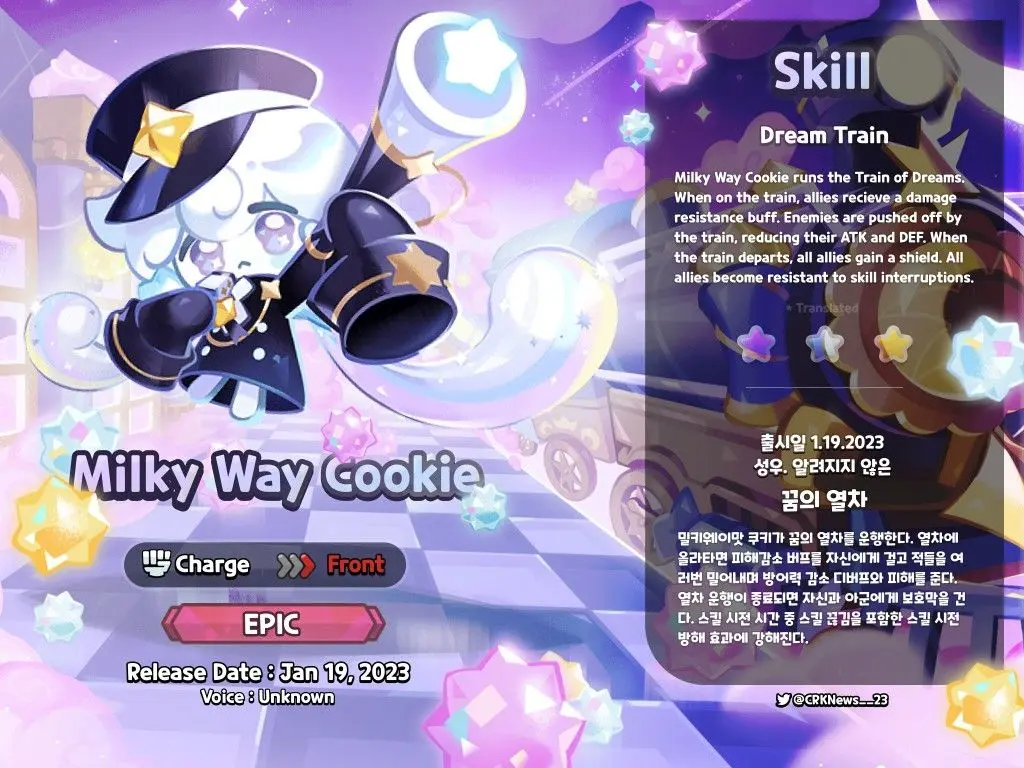 Milky Way Cookie
Charge
Front
EPIC
Release Date : Jan 19, 2023
Voice : Unknown
Skill
Dream Train
Milky Way Cookie runs the Train of Dreams.
When on the train, allies recieve a damage
resistance buff. Enemies are pushed off by
the train, reducing their ATK and DEF. When
the train departs, all allies gain a shield. All
allies become resistant to skill interruptions.
* Translated
출시일 1.19.2023
성우. 알려지지 않은
꿈의 열차
밀키웨이맛 쿠키가 꿈의 열차를 운행한다. 열차에
올라타면 피해감소 버프를 자신에게 걸고 적들을 여
러번 밀어내며 방어력 감소 디버프와 피해를 준다.
열차 운행이 종료되면 자신과 아군에게 보호막을 건
다. 스킬 시전 시간 중 스킬 끊김을 포함한 스킬 시전
방해 효과에 강해진다.
@CRKNews__23